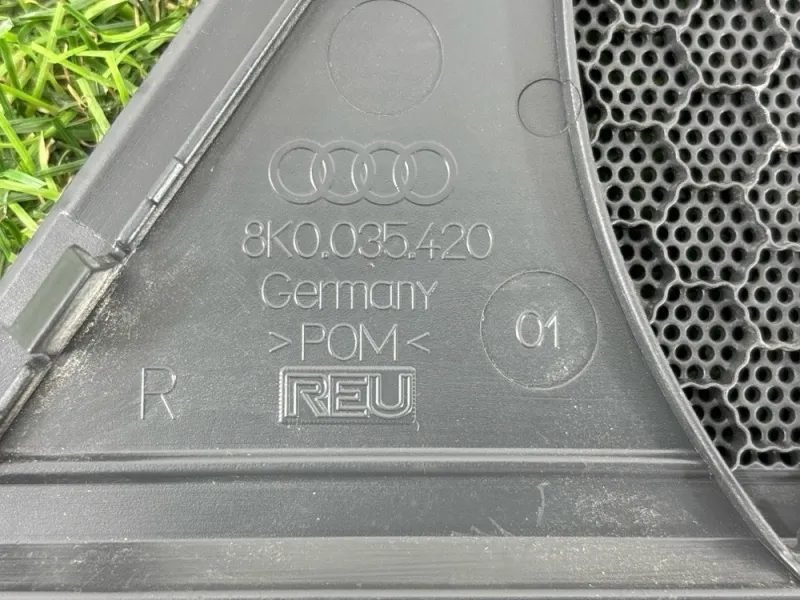 8K0.035.420
Germany
>POM<
01
R
REU